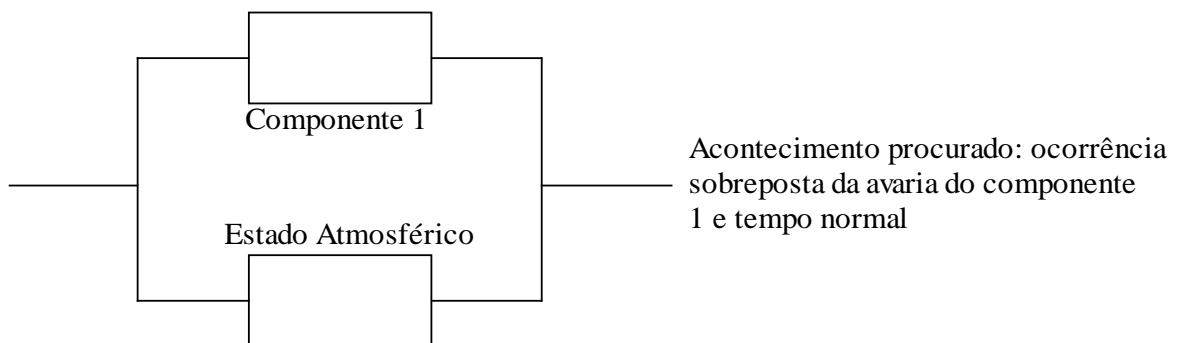 Componente 1
Acontecimento procurado: ocorrência
sobreposta da avaria do componente
1 e tempo normal
Estado Atmosférico